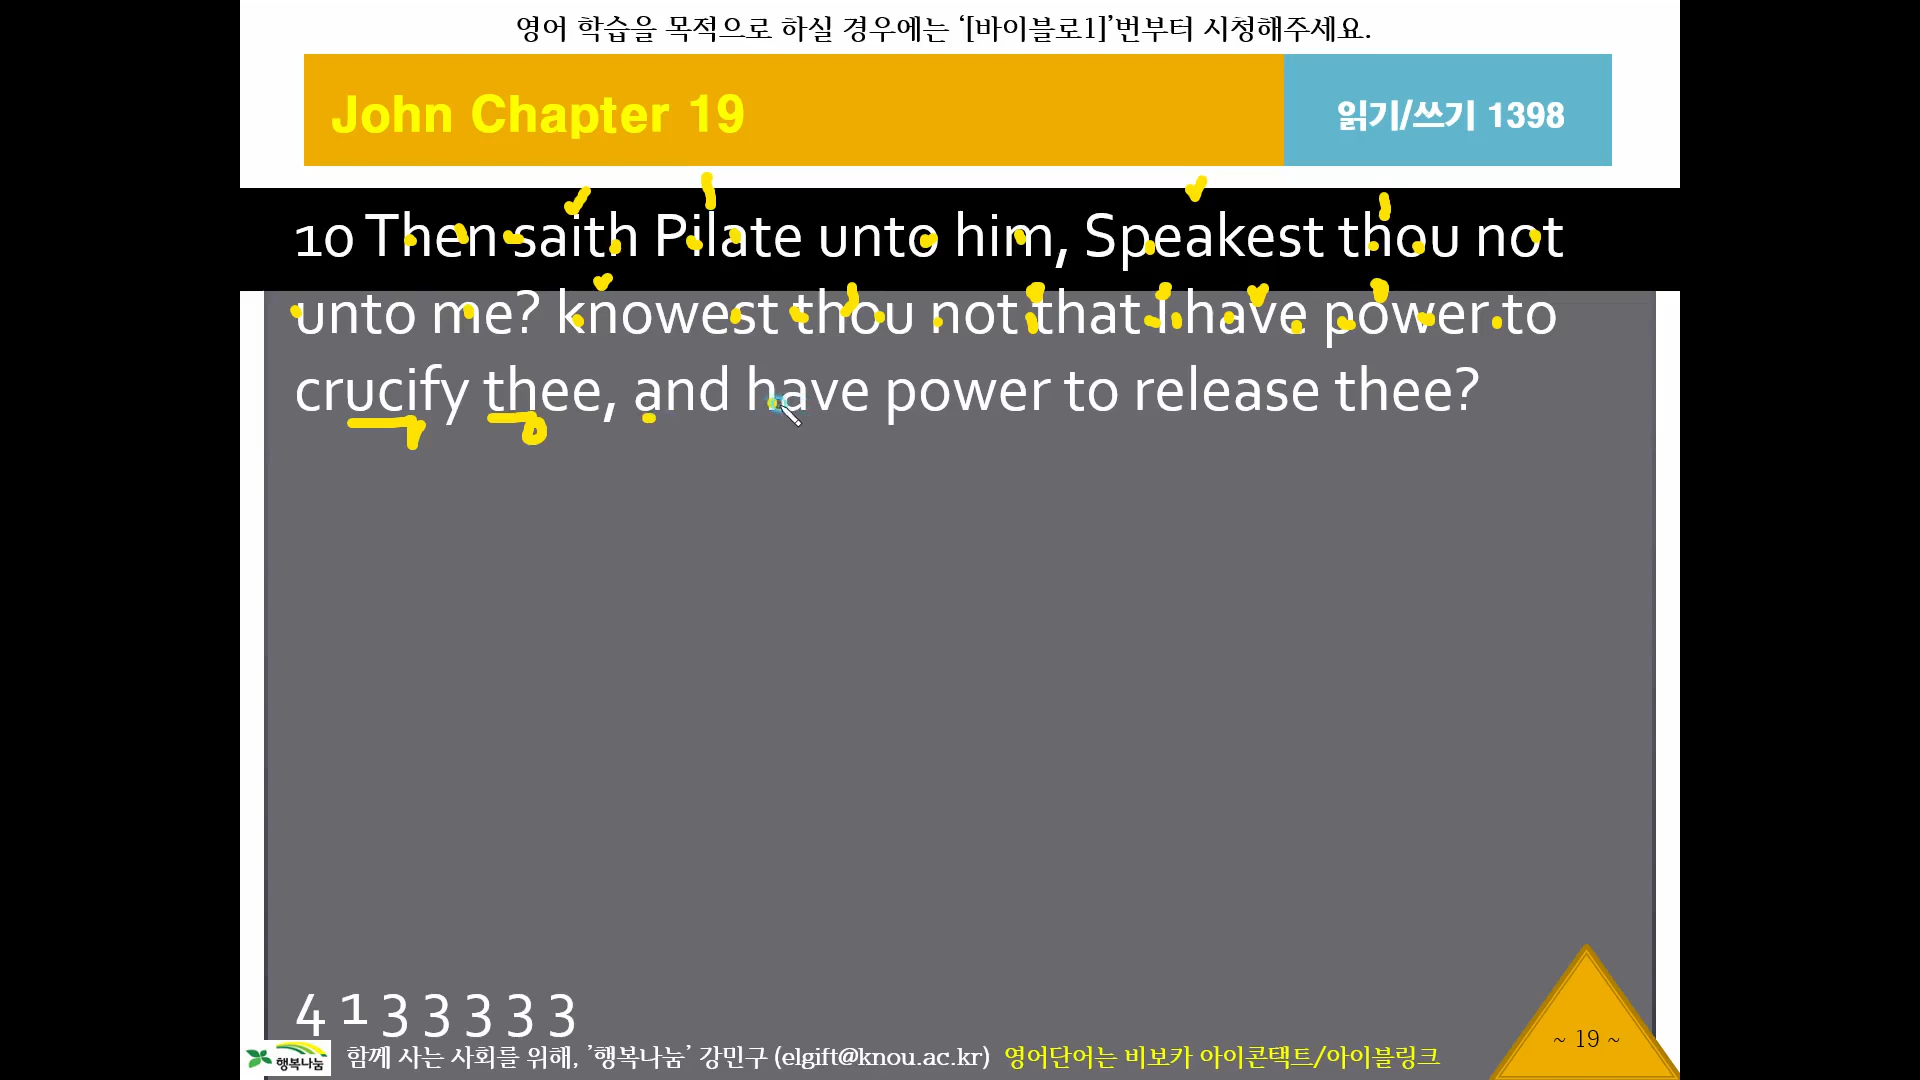 영어 학습을 목적으로 하실 경우에는 ‘[바이블로1]’번부터 시청해주세요.
John Chapter 19
읽기/쓰기 1398
10 Then saith Pilate unto him, Speakest thou not
unto me? knowest thou not that I have power to
crucify thee, and have power to release thee?
4 1 3 3 3 3 3
~ 19 ~
행복나눔
함께 사는 사회를 위해, ’행복나눔’ 강민구 (elgift@knou.ac.kr) 영어단어는 비보카 아이콘택트/아이블링크